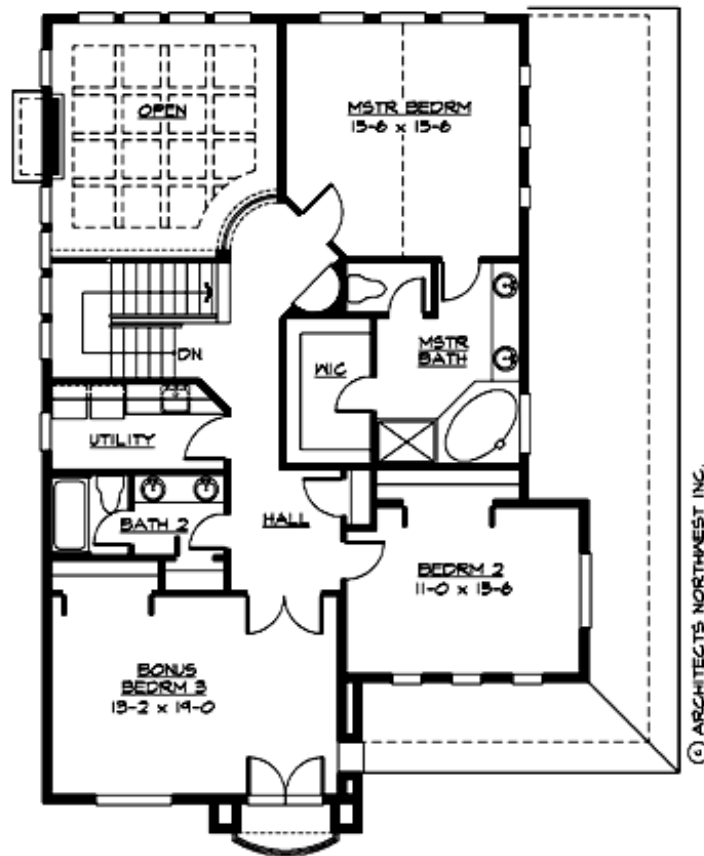 OPEN
MSTR BEDRM
15-6 x 15-6
DN
WIC
MSTR
BATH
UTILITY
BATH 2
HALL
BEDRM 2
11-0 x 15-6
BONUS
BEDRM 3
19-2 x 19-0
© ARCHITECTS NORTHWEST INC.